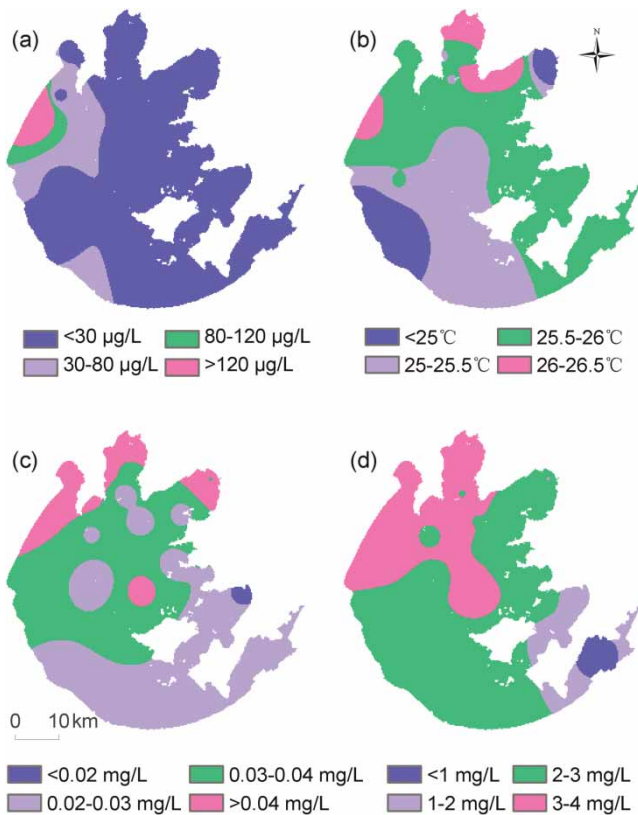 (a)
(b)
N
<30 μg/L 80-120 μg/L
30-80 μg/L >120 μg/L
<25℃ 25.5-26℃
25-25.5℃ 26-26.5℃
(c)
(d)
0 10 km
<0.02 mg/L 0.03-0.04 mg/L
0.02-0.03 mg/L >0.04 mg/L
<1 mg/L 2-3 mg/L
1-2 mg/L 3-4 mg/L